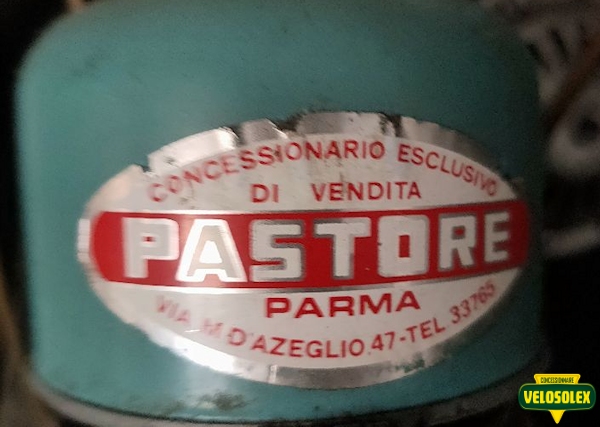 CONCESSIONARIO ESCLUSIVO
DI VENDITA
PASTORE
PARMA
VIA M. D'AZEGLIO.47-TEL 33765
CONCESSIONNAIRE
VELOSOLEX